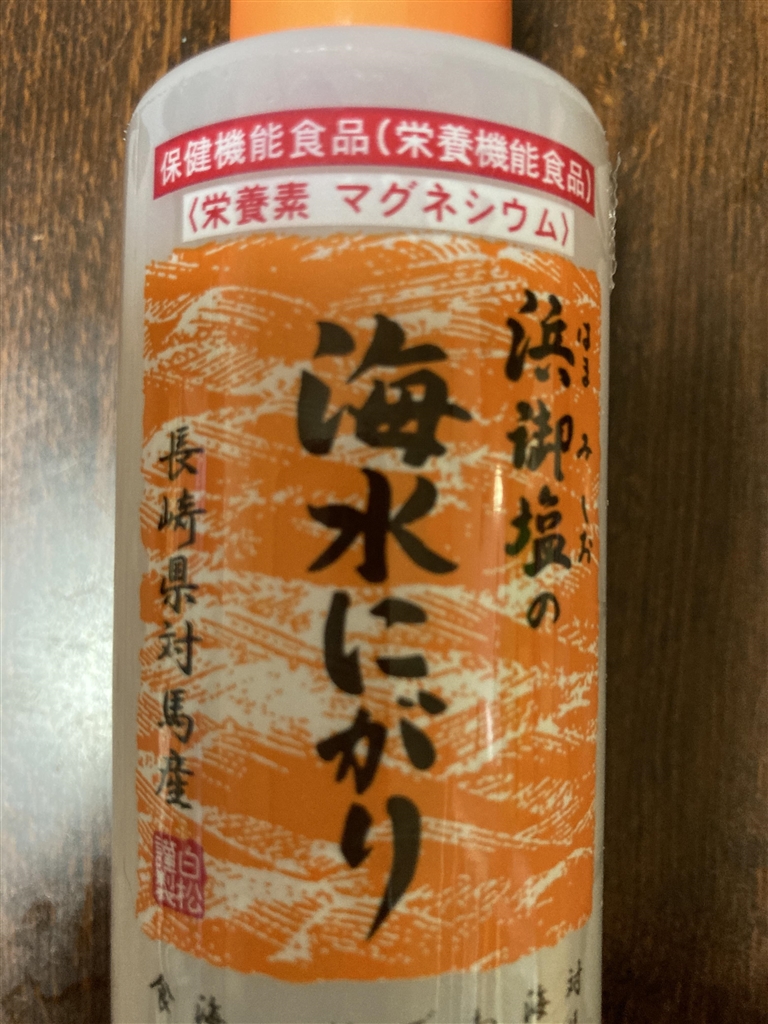 保健機能食品(栄養機能食品)
〈栄養素 マグネシウム〉
浜御塩の
はま みしお
海水にがり
長崎県対馬産
白松
謹製